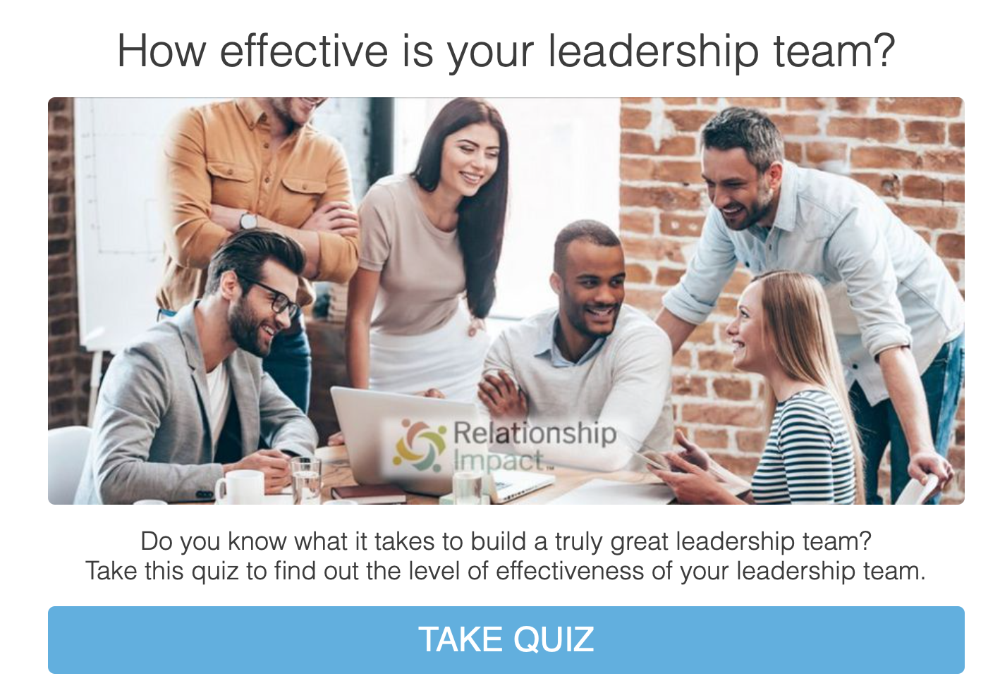 How effective is your leadership team?
Relationship
Impact™
Do you know what it takes to build a truly great leadership team?
Take this quiz to find out the level of effectiveness of your leadership team.
TAKE QUIZ